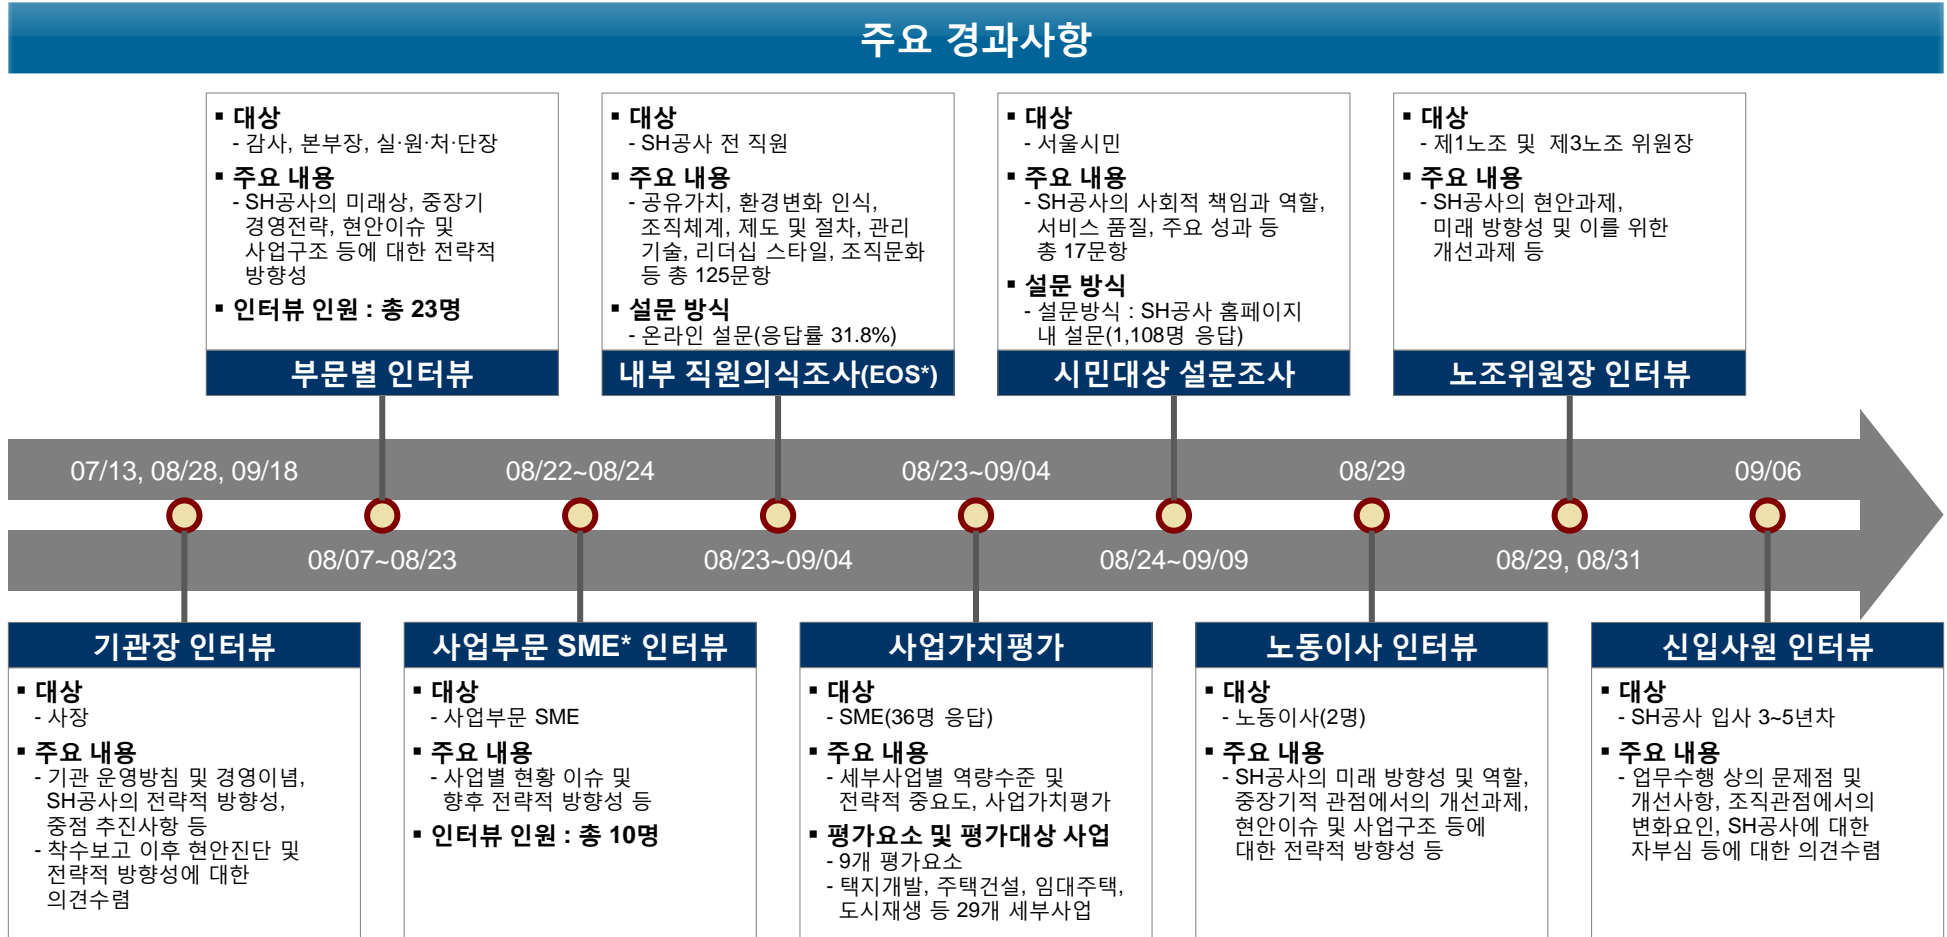 주요 경과사항
▪ 대상
- 감사, 본부장, 실·원·처·단장
▪ 주요 내용
- SH공사의 미래상, 중장기
경영전략, 현안이슈 및
사업구조 등에 대한 전략적
방향성
▪ 인터뷰 인원 : 총 23명
부문별 인터뷰
▪ 대상
- SH공사 전 직원
▪ 주요 내용
- 공유가치, 환경변화 인식,
조직체계, 제도 및 절차, 관리
기술, 리더십 스타일, 조직문화
등 총 125문항
▪ 설문 방식
- 온라인 설문(응답률 31.8%)
내부 직원의식조사(EOS*)
▪ 대상
- 서울시민
▪ 주요 내용
- SH공사의 사회적 책임과 역할,
서비스 품질, 주요 성과 등
총 17문항
▪ 설문 방식
- 설문방식 : SH공사 홈페이지
내 설문(1,108명 응답)
시민대상 설문조사
▪ 대상
- 제1노조 및 제3노조 위원장
▪ 주요 내용
- SH공사의 현안과제,
미래 방향성 및 이를 위한
개선과제 등
노조위원장 인터뷰
07/13, 08/28, 09/18
08/22~08/24
08/23~09/04
08/29
09/06
08/07~08/23
08/23~09/04
08/24~09/09
08/29, 08/31
기관장 인터뷰
▪ 대상
- 사장
▪ 주요 내용
- 기관 운영방침 및 경영이념,
SH공사의 전략적 방향성,
중점 추진사항 등
- 착수보고 이후 현안진단 및
전략적 방향성에 대한
의견수렴
사업부문 SME* 인터뷰
▪ 대상
- 사업부문 SME
▪ 주요 내용
- 사업별 현황 이슈 및
향후 전략적 방향성 등
▪ 인터뷰 인원 : 총 10명
사업가치평가
▪ 대상
- SME(36명 응답)
▪ 주요 내용
- 세부사업별 역량수준 및
전략적 중요도, 사업가치평가
▪ 평가요소 및 평가대상 사업
- 9개 평가요소
- 택지개발, 주택건설, 임대주택,
도시재생 등 29개 세부사업
노동이사 인터뷰
▪ 대상
- 노동이사(2명)
▪ 주요 내용
- SH공사의 미래 방향성 및 역할,
중장기적 관점에서의 개선과제,
현안이슈 및 사업구조 등에
대한 전략적 방향성 등
신입사원 인터뷰
▪ 대상
- SH공사 입사 3~5년차
▪ 주요 내용
- 업무수행 상의 문제점 및
개선사항, 조직관점에서의
변화요인, SH공사에 대한
자부심 등에 대한 의견수렴